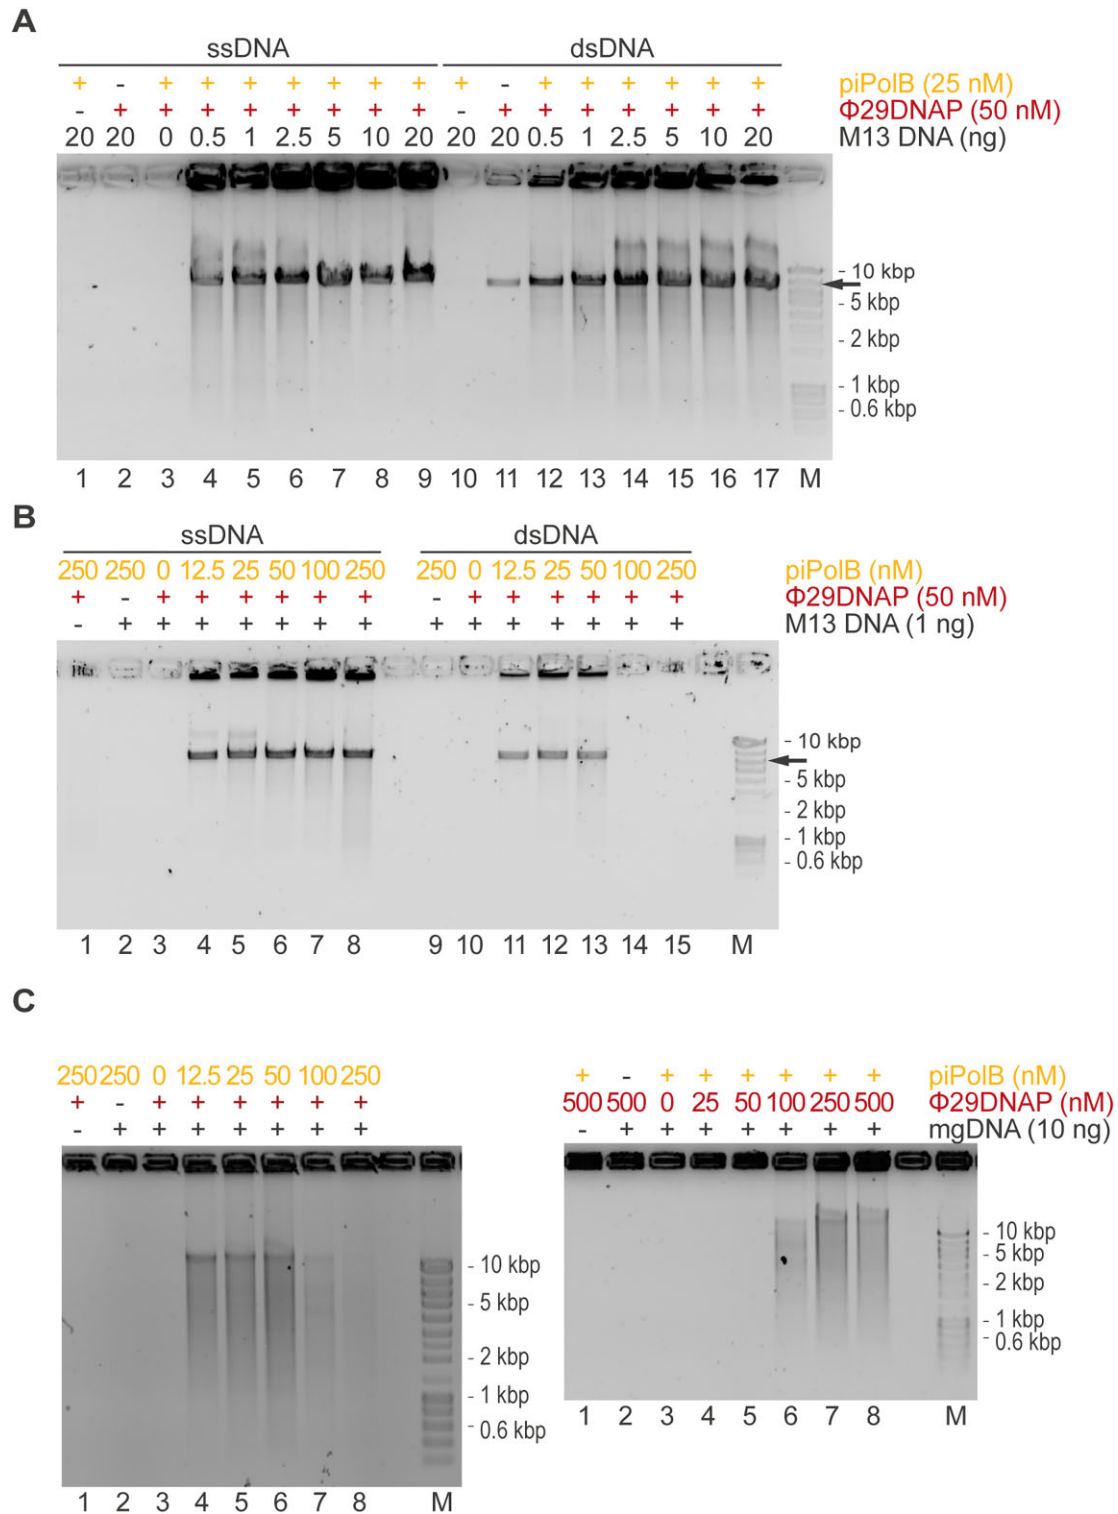 A
ssDNA dsDNA
+ - + + + + + + + + - + + + + + + piPolB (25 nM)
- + + + + + + + + - + + + + + + + Φ29DNAP (50 nM)
20 20 0 0.5 1 2.5 5 10 20 20 20 0.5 1 2.5 5 10 20 M13 DNA (ng)
- 10 kbp
- 5 kbp
- 2 kbp
- 1 kbp
- 0.6 kbp
1 2 3 4 5 6 7 8 9 10 11 12 13 14 15 16 17 M
B
ssDNA dsDNA
250 250 0 12.5 25 50 100 250 250 0 12.5 25 50 100 250 piPolB (nM)
+ - + + + + + + - + + + + + + Φ29DNAP (50 nM)
- + + + + + + + + + + + + + + M13 DNA (1 ng)
- 10 kbp
- 5 kbp
- 2 kbp
- 1 kbp
- 0.6 kbp
1 2 3 4 5 6 7 8 9 10 11 12 13 14 15 M
C
250 250 0 12.5 25 50 100 250 + - + + + + + + piPolB (nM)
+ - + + + + + + 500 500 0 25 50 100 250 500 Φ29DNAP (nM)
- + + + + + + + - + + + + + + + mgDNA (10 ng)
- 10 kbp
- 5 kbp
- 2 kbp
- 1 kbp
- 0.6 kbp
1 2 3 4 5 6 7 8 M
- 10 kbp
- 5 kbp
- 2 kbp
- 1 kbp
- 0.6 kbp
1 2 3 4 5 6 7 8 M